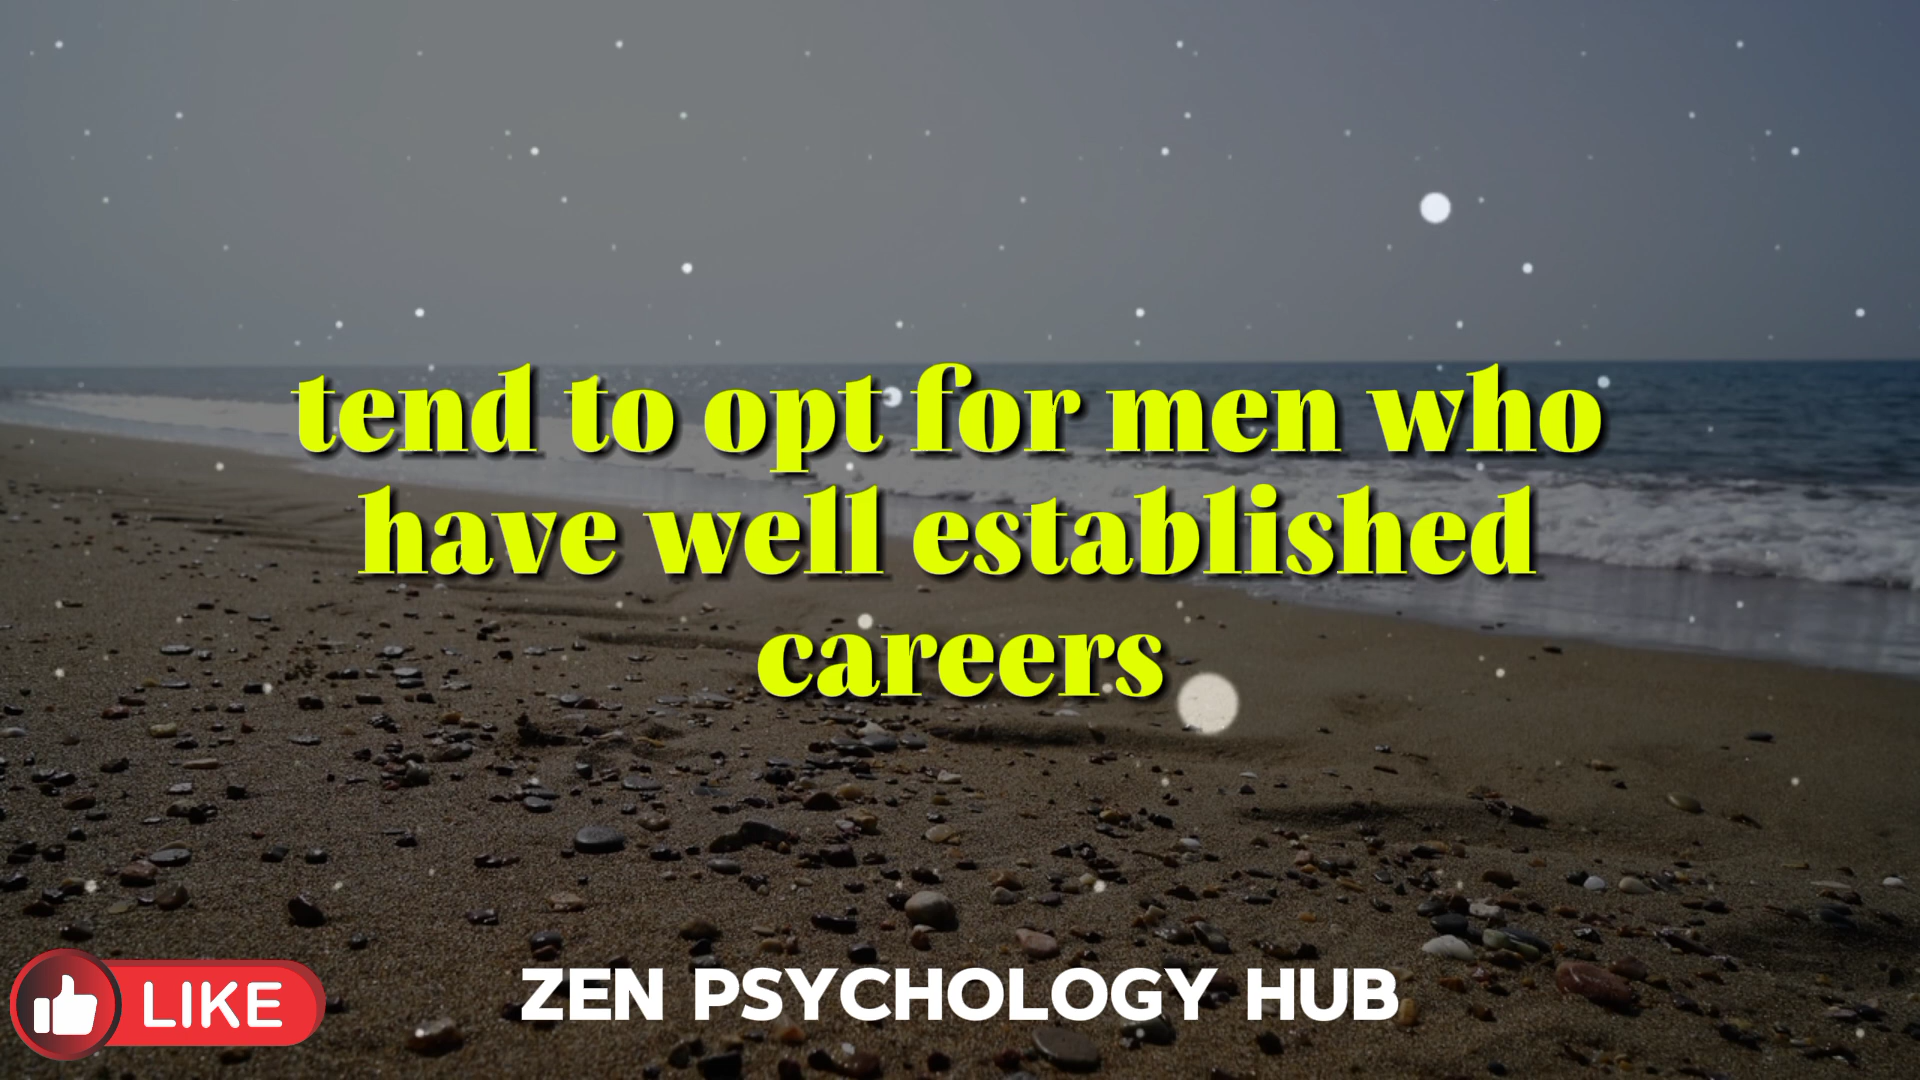 tend to opt for men who
have well established
careers
LIKE
ZEN PSYCHOLOGY HUB